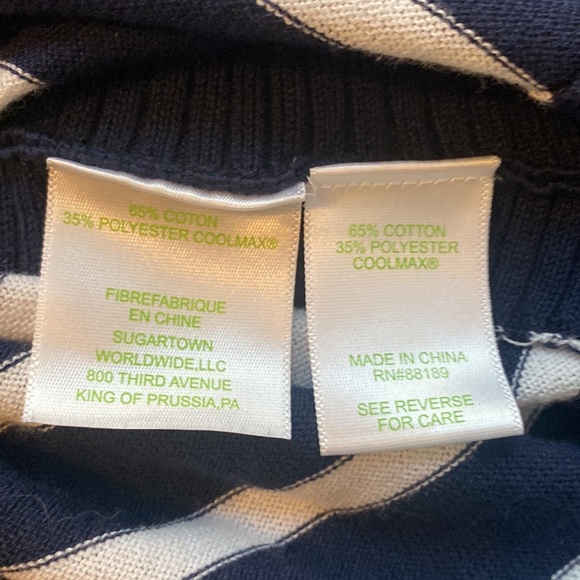 65% COTON
35% POLYESTER COOLMAX®
FIBREFABRIQUE
EN CHINE
SUGARTOWN
WORLDWIDE,LLC
800 THIRD AVENUE
KING OF PRUSSIA,PA
65% COTTON
35% POLYESTER
COOLMAX®
MADE IN CHINA
RN#88189
SEE REVERSE
FOR CARE